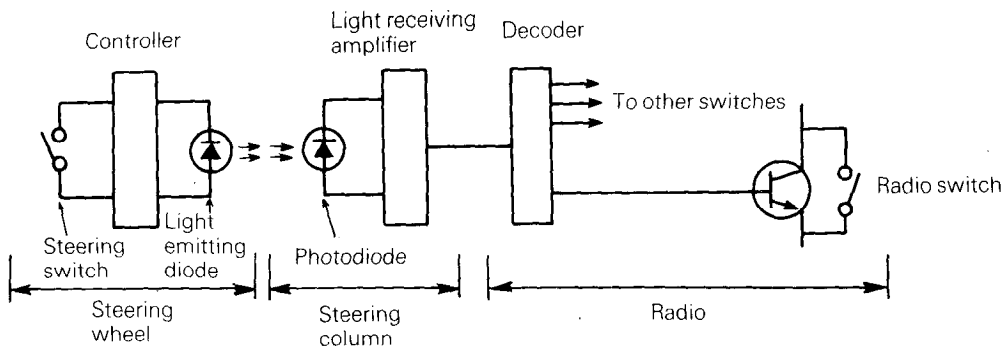 Controller
Light receiving
amplifier
Decoder
To other switches
Radio switch
Steering
switch
Light
emitting
diode
Photodiode
Steering
wheel
Steering
column
Radio